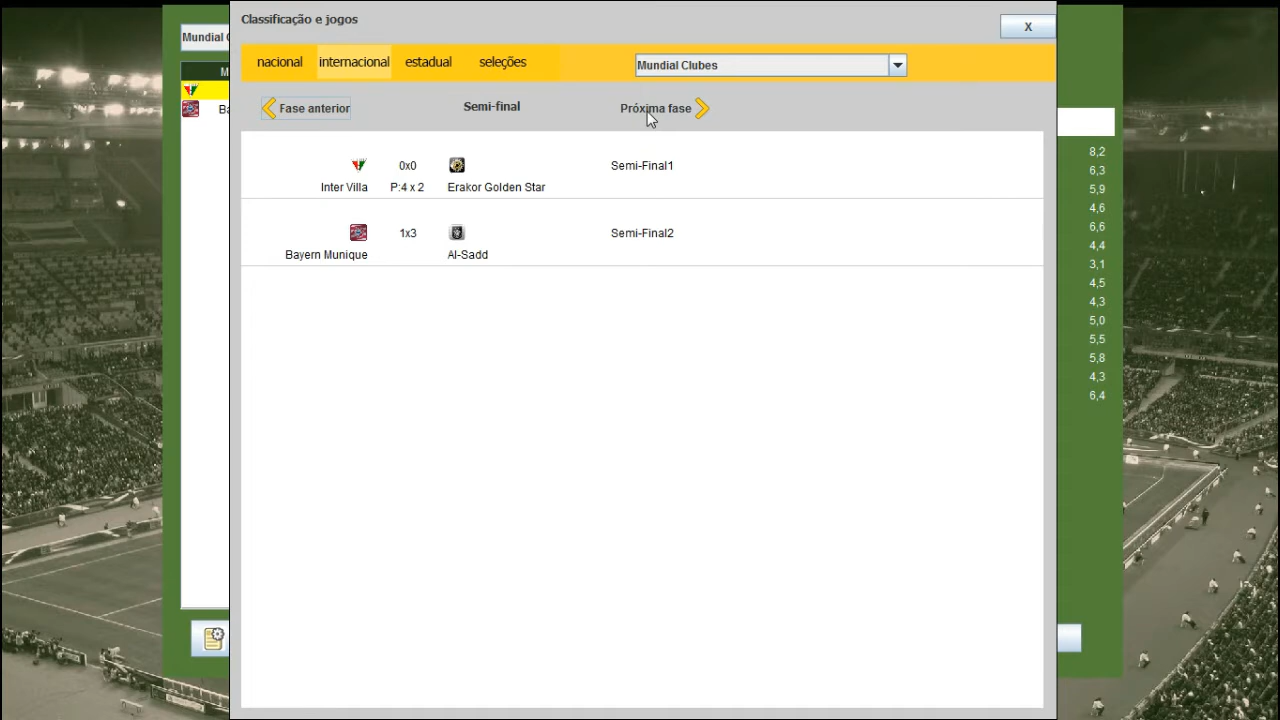 Classificação e jogos
X
Mundial C
nacional internacional estadual seleções Mundial Clubes
Fase anterior Semi-final Próxima fase
M
Ba
0x0 Semi-Final1
Inter Villa P:4 x 2 Erakor Golden Star
1x3 Semi-Final2
Bayern Munique Al-Sadd
8,2
6,3
5,9
4,6
6,6
4,4
3,1
4,5
4,3
5,0
5,5
5,8
4,3
6,4